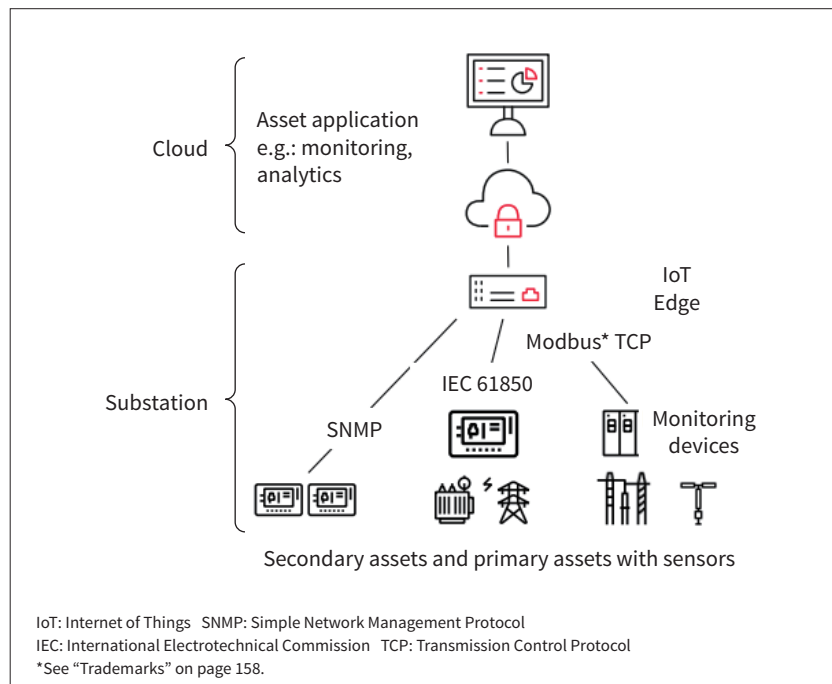 Cloud
Asset application
e.g.: monitoring,
analytics
IoT
Edge
Modbus* TCP
IEC 61850
Substation
SNMP
Monitoring
devices
Secondary assets and primary assets with sensors
IoT: Internet of Things SNMP: Simple Network Management Protocol
IEC: International Electrotechnical Commission TCP: Transmission Control Protocol
*See “Trademarks” on page 158.